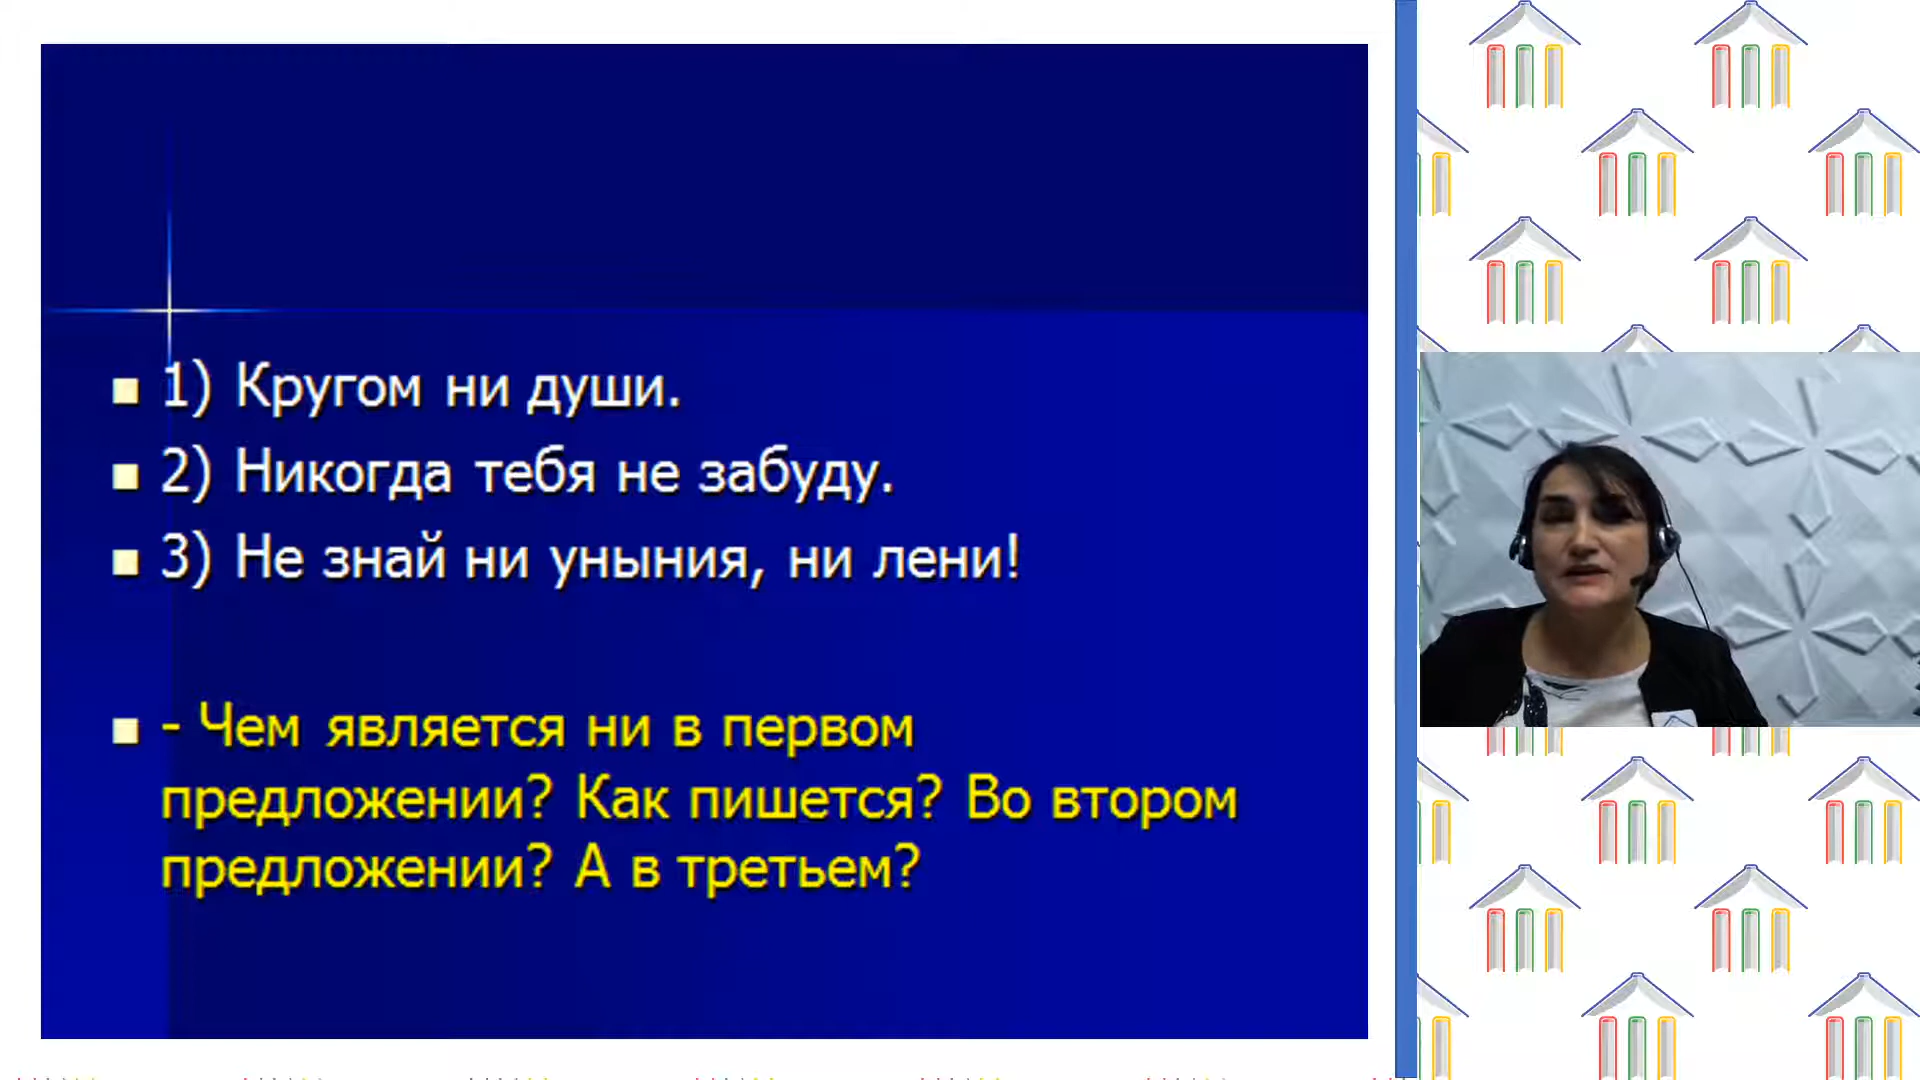 1) Кругом ни души.
2) Никогда тебя не забуду.
3) Не знай ни уныния, ни лени!
- Чем является ни в первом
предложении? Как пишется? Во втором
предложении? А в третьем?